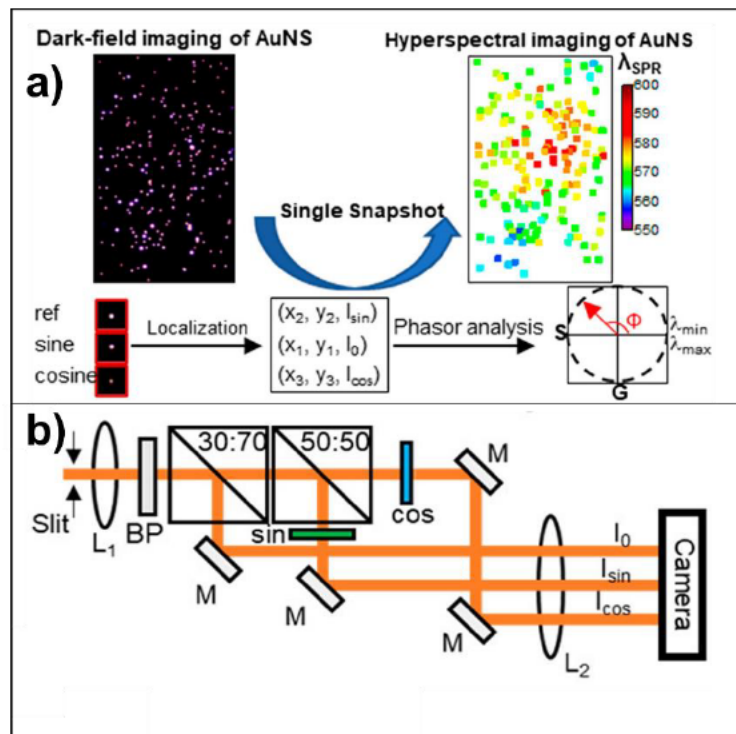 Dark-field imaging of AuNS
Hyperspectral imaging of AuNS
a)
λSPR
600
590
580
570
560
550
Single Snapshot
ref
sine
cosine
Localization
(x2, y2, Isin)
(x1, y1, I0)
(x3, y3, Icos)
Phasor analysis
Φ
S
λmin
λmax
G
b)
30:70
50:50
M
Slit
L1
BP
sin
cos
M
M
M
I0
Isin
Icos
L2
Camera